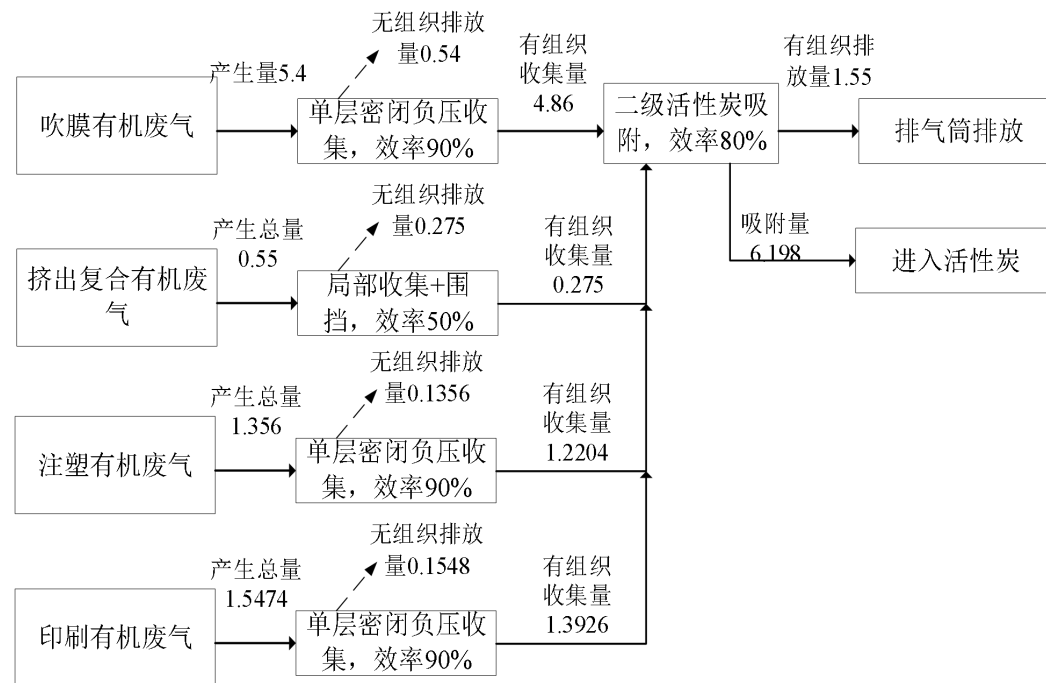 无组织排放
量0.54
产生量5.4
吹膜有机废气
单层密闭负压收
集，效率90%
有组织
收集量
4.86
二级活性炭吸
附，效率80%
有组织排
放量1.55
排气筒排放
吸附量
6.198
进入活性炭
无组织排放
量0.275
产生总量
0.55
挤出复合有机废
气
局部收集+围
挡，效率50%
有组织
收集量
0.275
无组织排放
量0.1356
产生总量
1.356
注塑有机废气
单层密闭负压收
集，效率90%
有组织
收集量
1.2204
无组织排放
量0.1548
产生总量
1.5474
印刷有机废气
单层密闭负压收
集，效率90%
有组织
收集量
1.3926